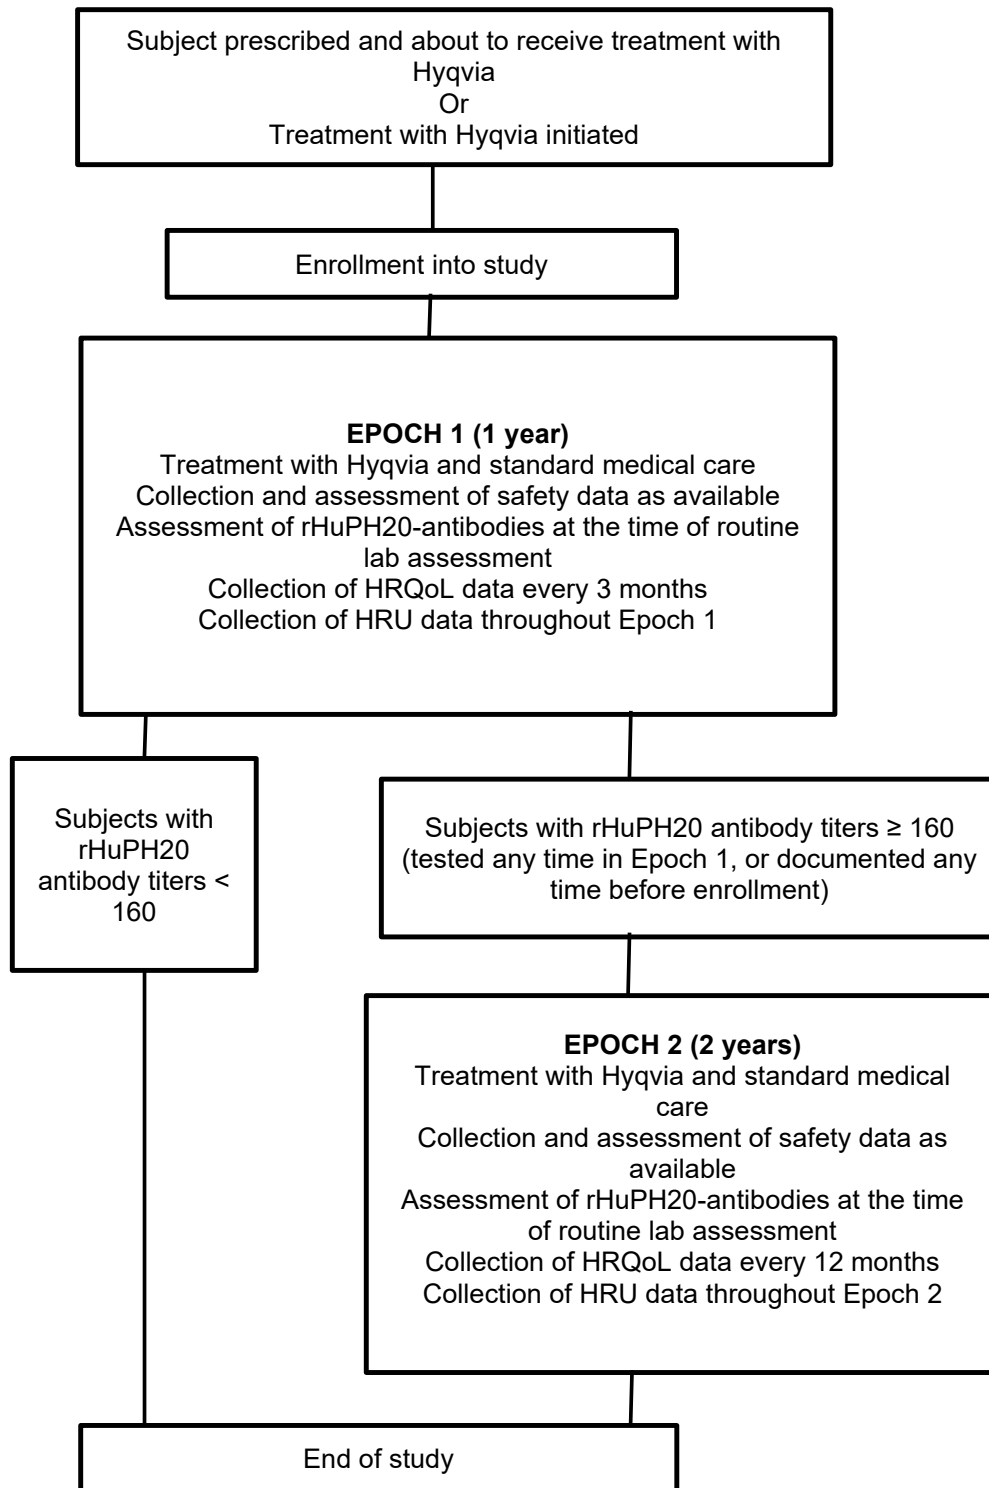 Subject prescribed and about to receive treatment with
Hyqvia
Or
Treatment with Hyqvia initiated
Enrollment into study
EPOCH 1 (1 year)
Treatment with Hyqvia and standard medical care
Collection and assessment of safety data as available
Assessment of rHuPH20-antibodies at the time of routine
lab assessment
Collection of HRQoL data every 3 months
Collection of HRU data throughout Epoch 1
Subjects with
rHuPH20
antibody titers <
160
Subjects with rHuPH20 antibody titers ≥ 160
(tested any time in Epoch 1, or documented any
time before enrollment)
EPOCH 2 (2 years)
Treatment with Hyqvia and standard medical
care
Collection and assessment of safety data as
available
Assessment of rHuPH20-antibodies at the time
of routine lab assessment
Collection of HRQoL data every 12 months
Collection of HRU data throughout Epoch 2
End of study